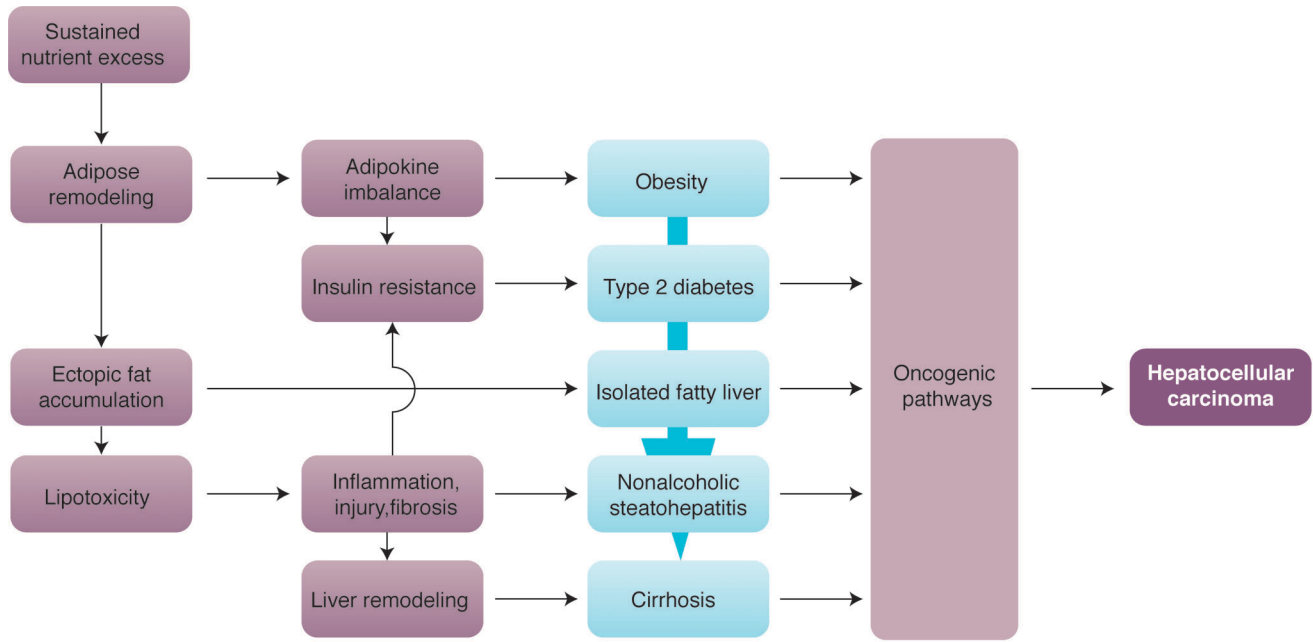 Sustained
nutrient excess
Adipose
remodeling
Adipokine
imbalance
Obesity
Insulin resistance
Type 2 diabetes
Ectopic fat
accumulation
Isolated fatty liver
Oncogenic
pathways
Hepatocellular
carcinoma
Lipotoxicity
Inflammation,
injury,fibrosis
Nonalcoholic
steatohepatitis
Liver remodeling
Cirrhosis